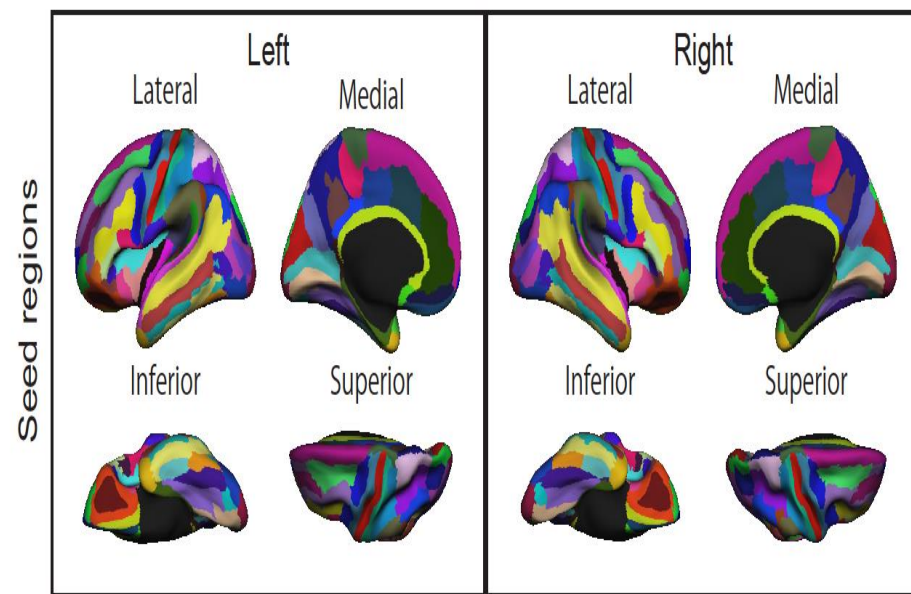 Seed regions
Left
Lateral
Medial
Inferior
Superior
Right
Lateral
Medial
Inferior
Superior